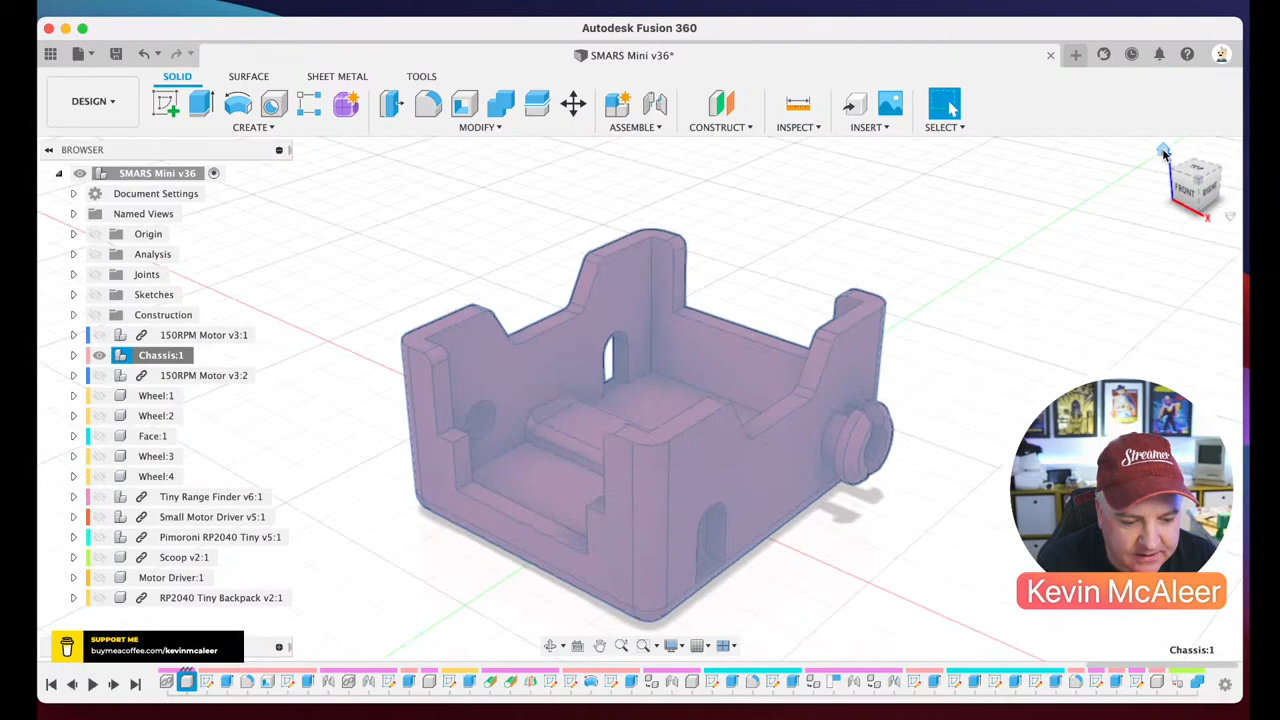 Autodesk Fusion 360
SMARS Mini v36*
SOLID SURFACE SHEET METAL TOOLS
DESIGN
CREATE MODIFY ASSEMBLE CONSTRUCT INSPECT INSERT SELECT
BROWSER
SMARS Mini v36
Document Settings
Named Views
Origin
Analysis
Joints
Sketches
Construction
150RPM Motor v3:1
Chassis:1
150RPM Motor v3:2
Wheel:1
Wheel:2
Face:1
Wheel:3
Wheel:4
Tiny Range Finder v6:1
Small Motor Driver v5:1
Pimoroni RP2040 Tiny v5:1
Scoop v2:1
Motor Driver:1
RP2040 Tiny Backpack v2:1
FRONT RIGHT
X
Streamer
Kevin McAleer
SUPPORT ME
buymeacoffee.com/kevinmcaleer
Chassis:1